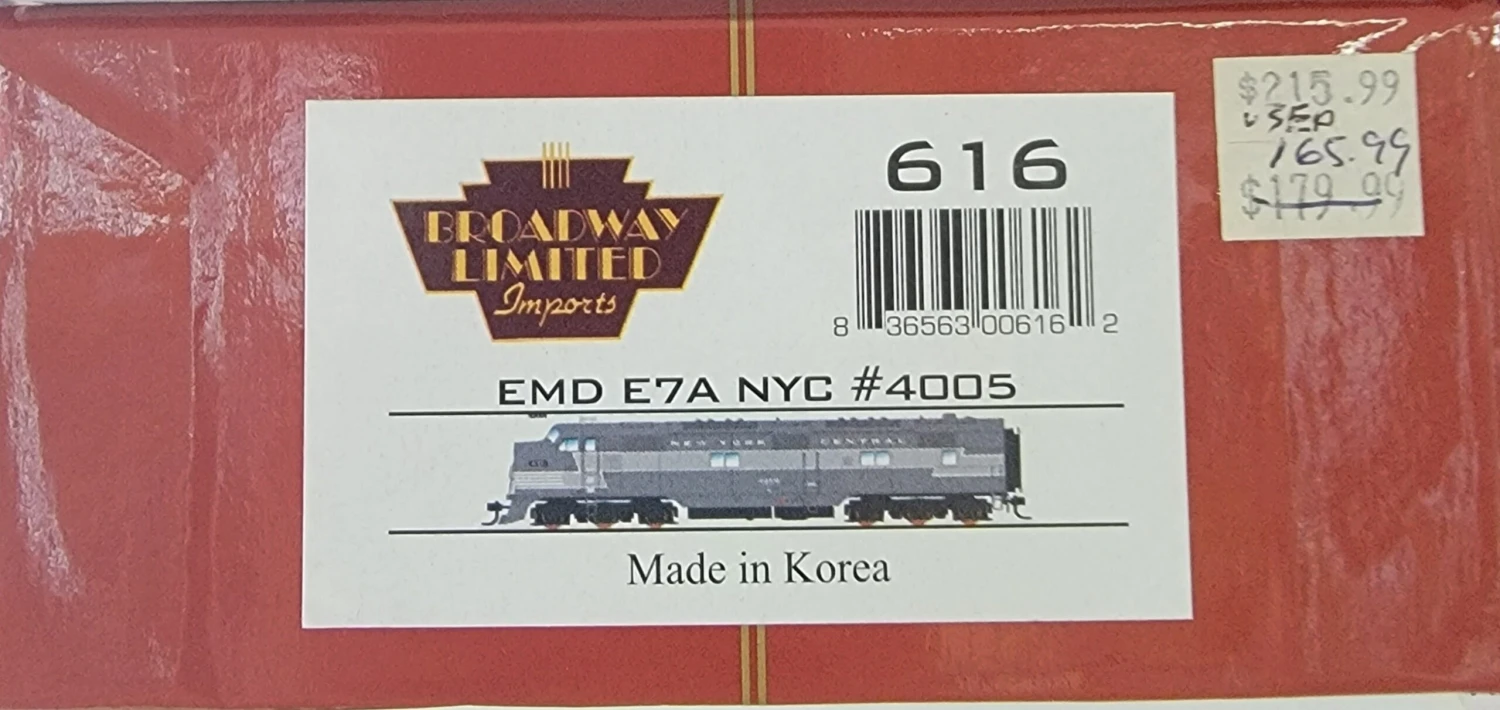 BROADWAY
LIMITED
Imports
616
8 36563 00616 2
$215.99
USED
165.99
$179.99
EMD E7A NYC #4005
NEW YORK CENTRAL
Made in Korea